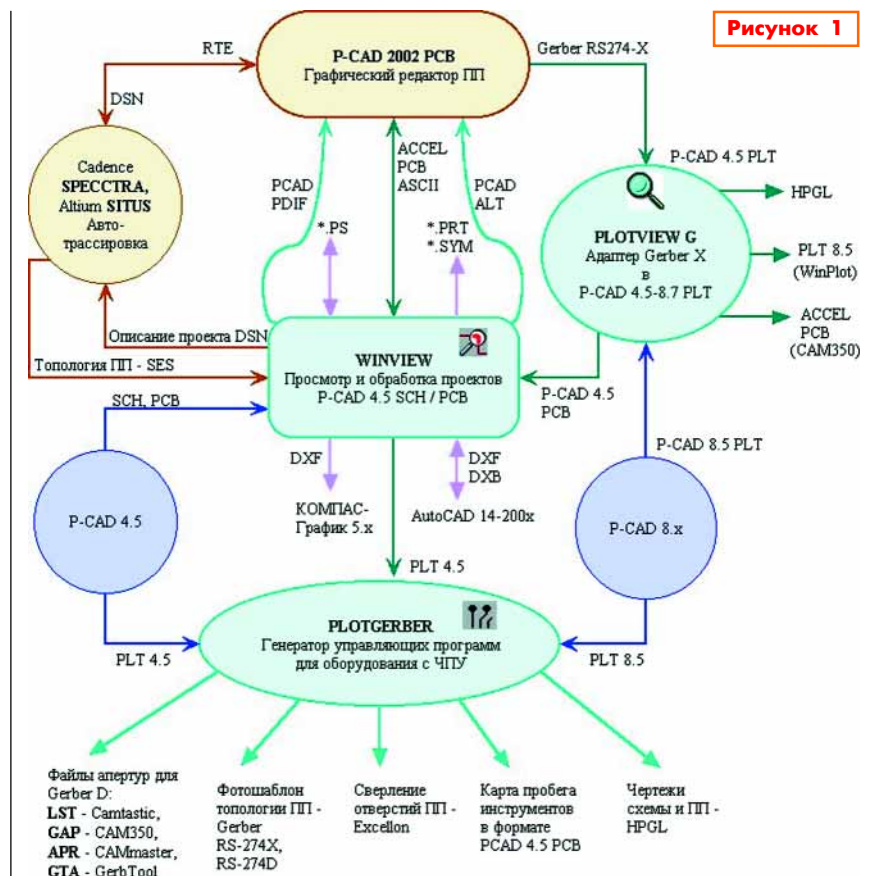 Рисунок 1
RTE
P-CAD 2002 PCB
Графический редактор ПП
Gerber RS274-X
DSN
Cadence
SPECCTRA,
Altium SITUS
Авто-
трассировка
PCAD
PDIF
ACCEL
PCB
ASCII
PCAD
ALT
*.PS
*.PRT
*.SYM
P-CAD 4.5 PLT
HPGL
PLOTVIEW G
Адаптер Gerber X
в
P-CAD 4.5-8.7 PLT
PLT 8.5
(WinPlot)
ACCEL
PCB
(CAM350)
Описание проекта DSN
Топология ПП - SES
WINVIEW
Просмотр и обработка проектов
P-CAD 4.5 SCH / PCB
P-CAD 4.5
PCB
SCH, PCB
P-CAD 8.5 PLT
DXF
DXF
DXB
КОМПАС-
График 5.x
AutoCAD 14-200x
P-CAD 4.5
P-CAD 8.x
PLT 4.5
PLOTGERBER
Генератор управляющих программ
для оборудования с ЧПУ
PLT 4.5
PLT 8.5
Файлы апертур для
Gerber D:
LST - Camtastic,
GAP - CAM350,
APR - CAMmaster,
GTA - GerbTool
Фотошаблон
топологии ПП -
Gerber
RS-274X,
RS-274D
Сверление
отверстий ПП -
Excellon
Карта пробега
инструментов
в формате
PCAD 4.5 PCB
Чертежи
схемы и ПП -
HPGL